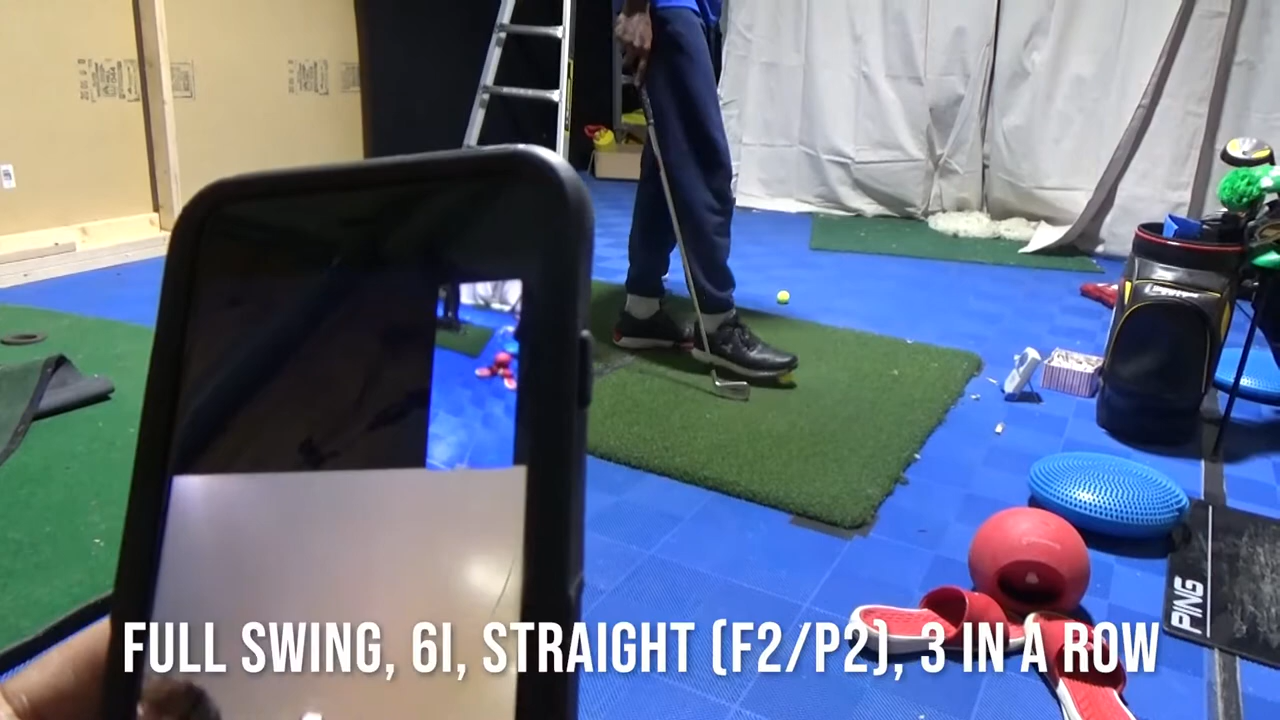 FULL SWING, 6I, STRAIGHT (F2/P2), 3 IN A ROW
PING